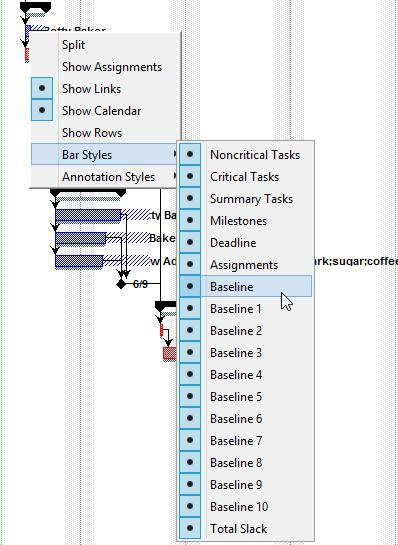 Betty Baker
Split
Show Assignments
Show Links
Show Calendar
Show Rows
Bar Styles
Annotation Styles
Noncritical Tasks
Critical Tasks
Summary Tasks
Milestones
Deadline
Assignments
Baseline
Baseline 1
Baseline 2
Baseline 3
Baseline 4
Baseline 5
Baseline 6
Baseline 7
Baseline 8
Baseline 9
Baseline 10
Total Slack
ty Ba
Bake
w Ad
ark;sugar;coffee
6/9